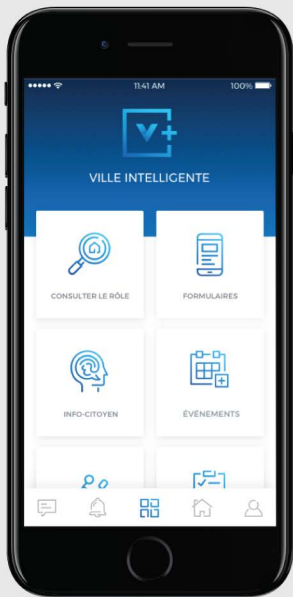 11:41 AM
100%
V+
VILLE INTELLIGENTE
CONSULTER LE RÔLE
FORMULAIRES
INFO-CITOYEN
ÉVÉNEMENTS